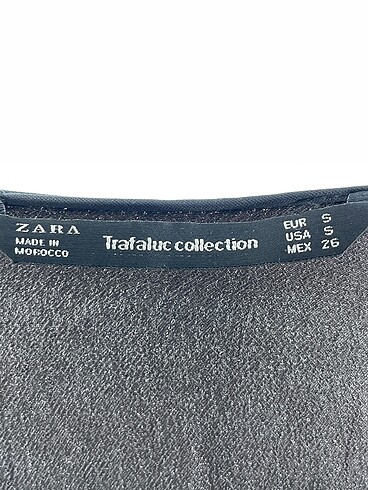 ZARA
MADE IN
MOROCCO
Trafaluc collection
EUR S
USA S
MEX 26